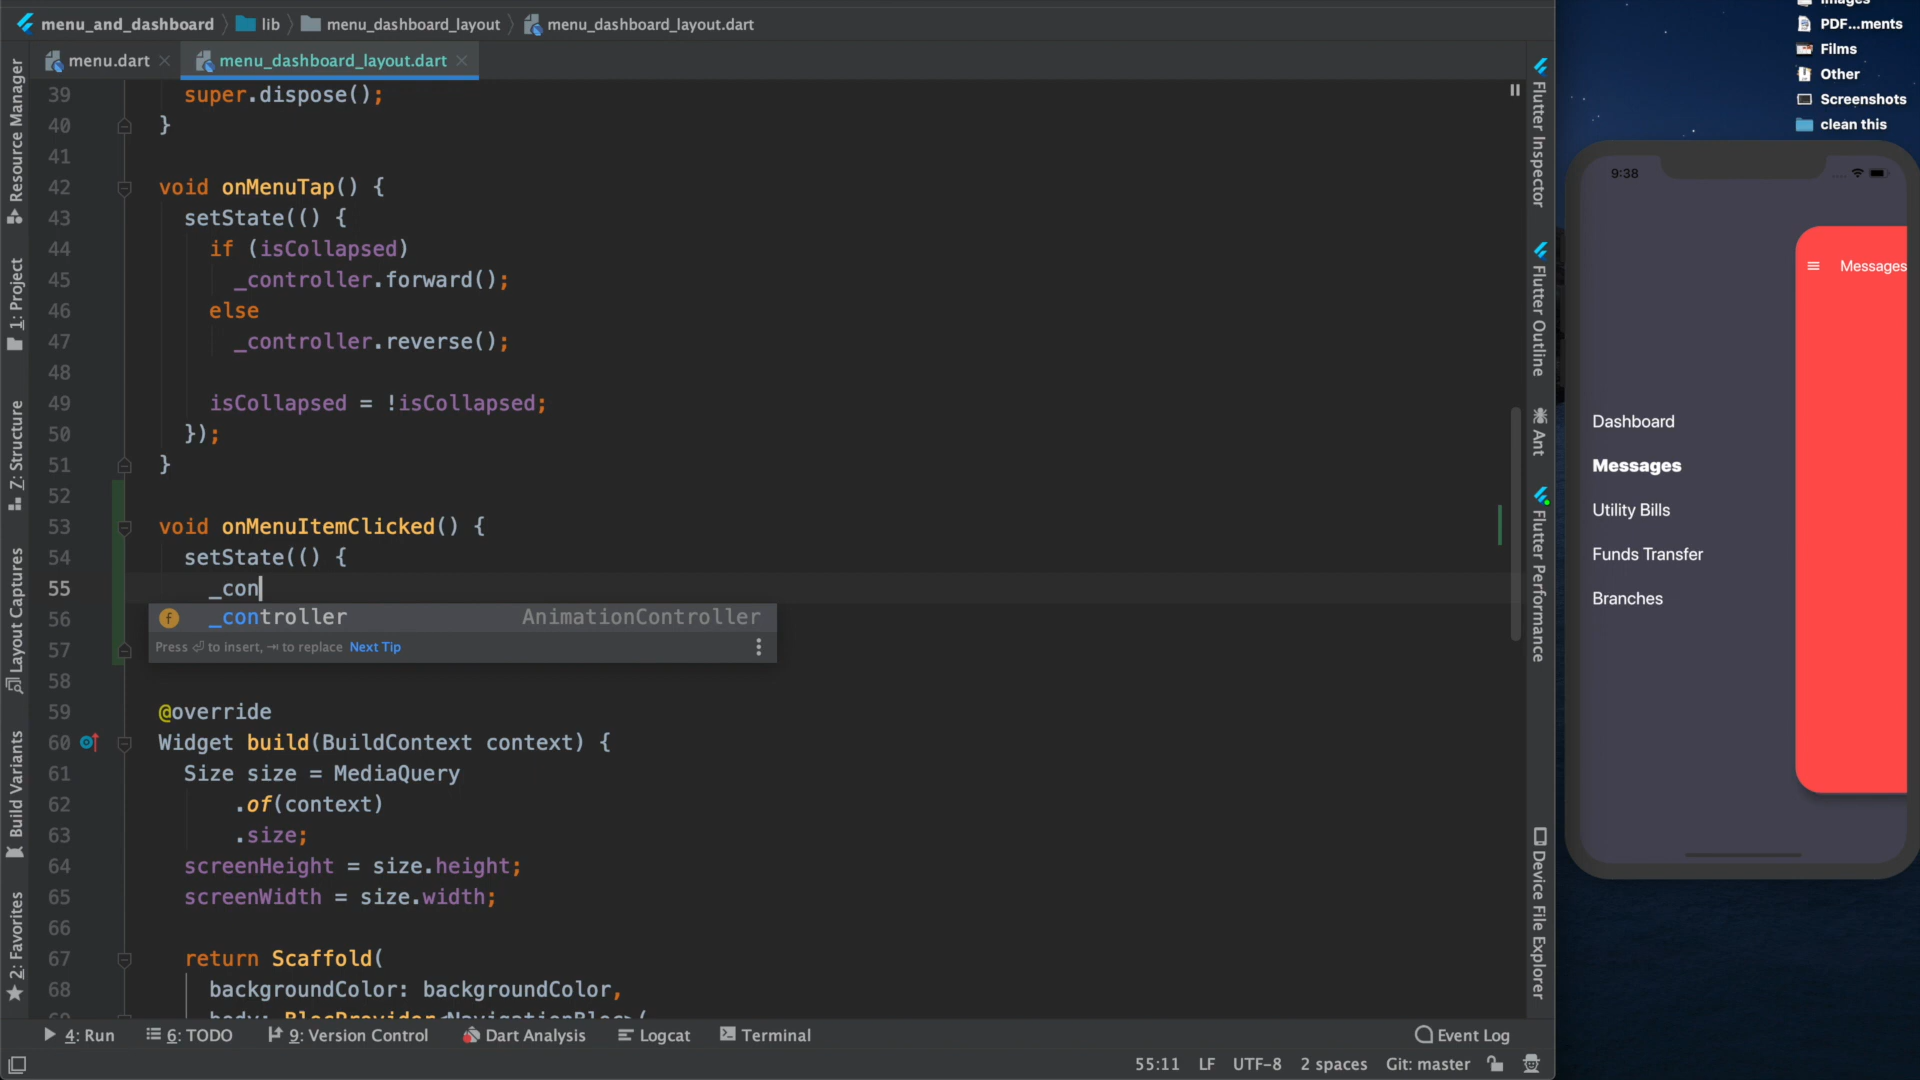 menu_and_dashboard
lib
menu_dashboard_layout
menu_dashboard_layout.dart
menu.dart
menu_dashboard_layout.dart
39 super.dispose();
40 }
41
42 void onMenuTap() {
43 setState(() {
44 if (isCollapsed)
45 _controller.forward();
46 else
47 _controller.reverse();
48
49 isCollapsed = !isCollapsed;
50 });
51 }
52
53 void onMenuItemClicked() {
54 setState(() {
55 _con
56 _controller AnimationController
Press ⏎ to insert, ⇥ to replace Next Tip
57
58
59 @override
60 Widget build(BuildContext context) {
61 Size size = MediaQuery
62 .of(context)
63 .size;
64 screenHeight = size.height;
65 screenWidth = size.width;
66
67 return Scaffold(
68 backgroundColor: backgroundColor,
69 body: BlocProvider<NavigationBloc>(
Resource Manager
1: Project
7: Structure
Layout Captures
Build Variants
2: Favorites
Flutter Inspector
Flutter Outline
Ant
Flutter Performance
Device File Explorer
4: Run
6: TODO
9: Version Control
Dart Analysis
Logcat
Terminal
Event Log
55:11
LF
UTF-8
2 spaces
Git: master
Images
PDF...ments
Films
Other
Screenshots
clean this
9:38
Messages
Dashboard
Messages
Utility Bills
Funds Transfer
Branches